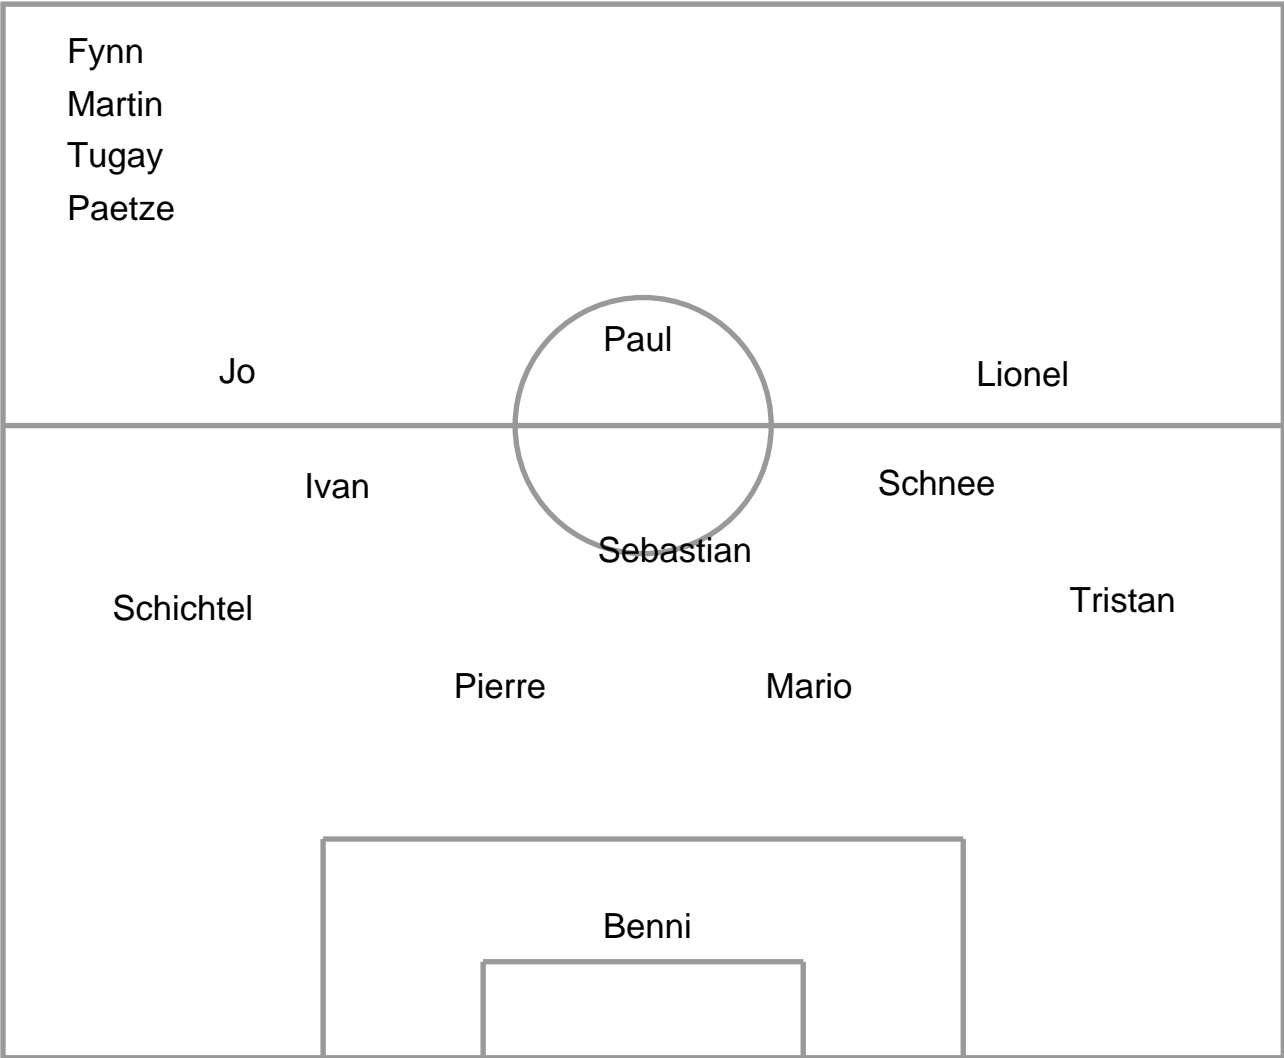 Fynn
Martin
Tugay
Paetze
Paul
Jo
Lionel
Ivan
Schnee
Sebastian
Schichtel
Tristan
Pierre
Mario
Benni